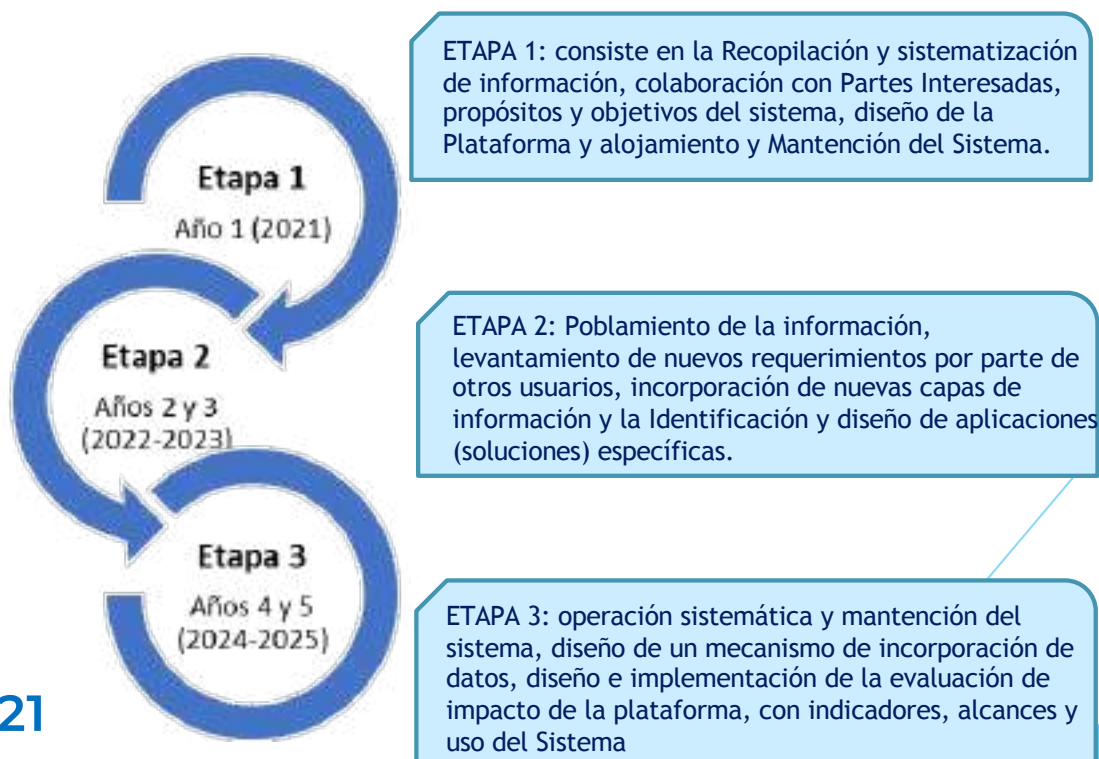 ETAPA 1: consiste en la Recopilación y sistematización
de información, colaboración con Partes Interesadas,
propósitos y objetivos del sistema, diseño de la
Plataforma y alojamiento y Mantención del Sistema.
Etapa 1
Año 1 (2021)
ETAPA 2: Poblamiento de la información,
levantamiento de nuevos requerimientos por parte de
otros usuarios, incorporación de nuevas capas de
información y la Identificación y diseño de aplicaciones
(soluciones) específicas.
Etapa 2
Años 2 y 3
(2022-2023)
Etapa 3
Años 4 y 5
(2024-2025)
ETAPA 3: operación sistemática y mantención del
sistema, diseño de un mecanismo de incorporación de
datos, diseño e implementación de la evaluación de
impacto de la plataforma, con indicadores, alcances y
uso del Sistema
21